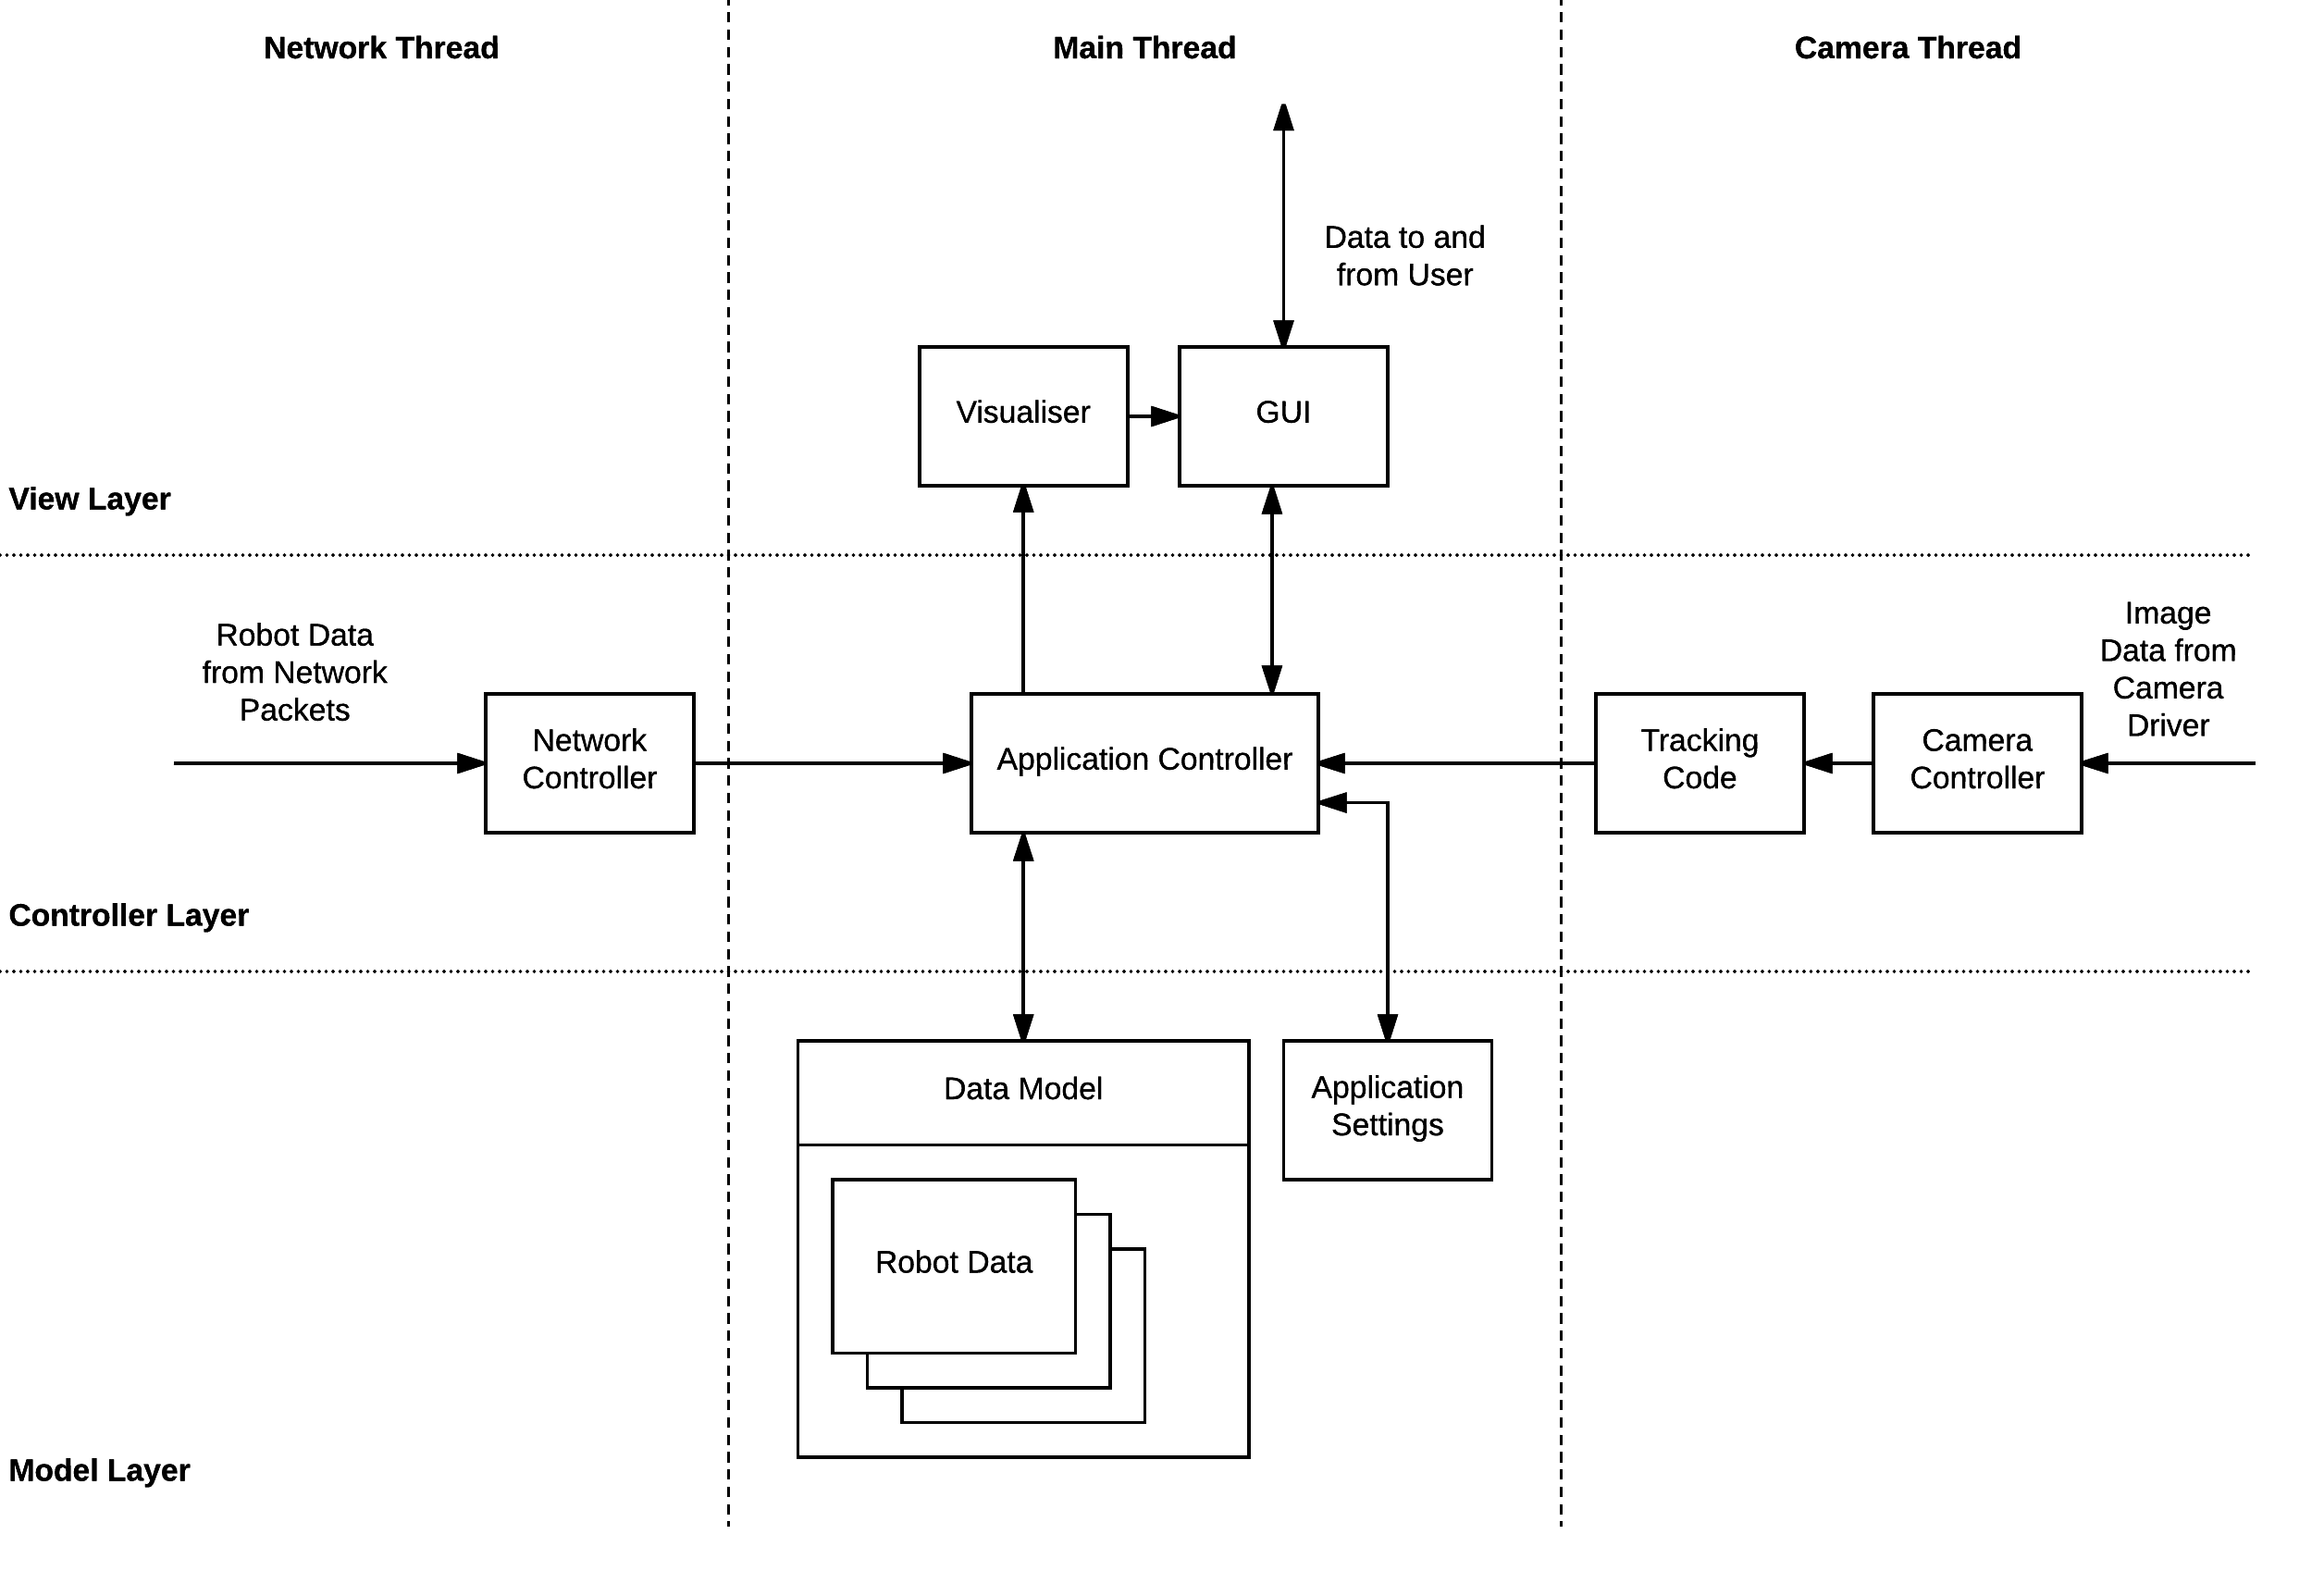 Network Thread
Main Thread
Camera Thread
Data to and
from User
Visualiser
GUI
View Layer
Robot Data
from Network
Packets
Network
Controller
Application Controller
Tracking
Code
Camera
Controller
Image
Data from
Camera
Driver
Controller Layer
Data Model
Application
Settings
Robot Data
Model Layer